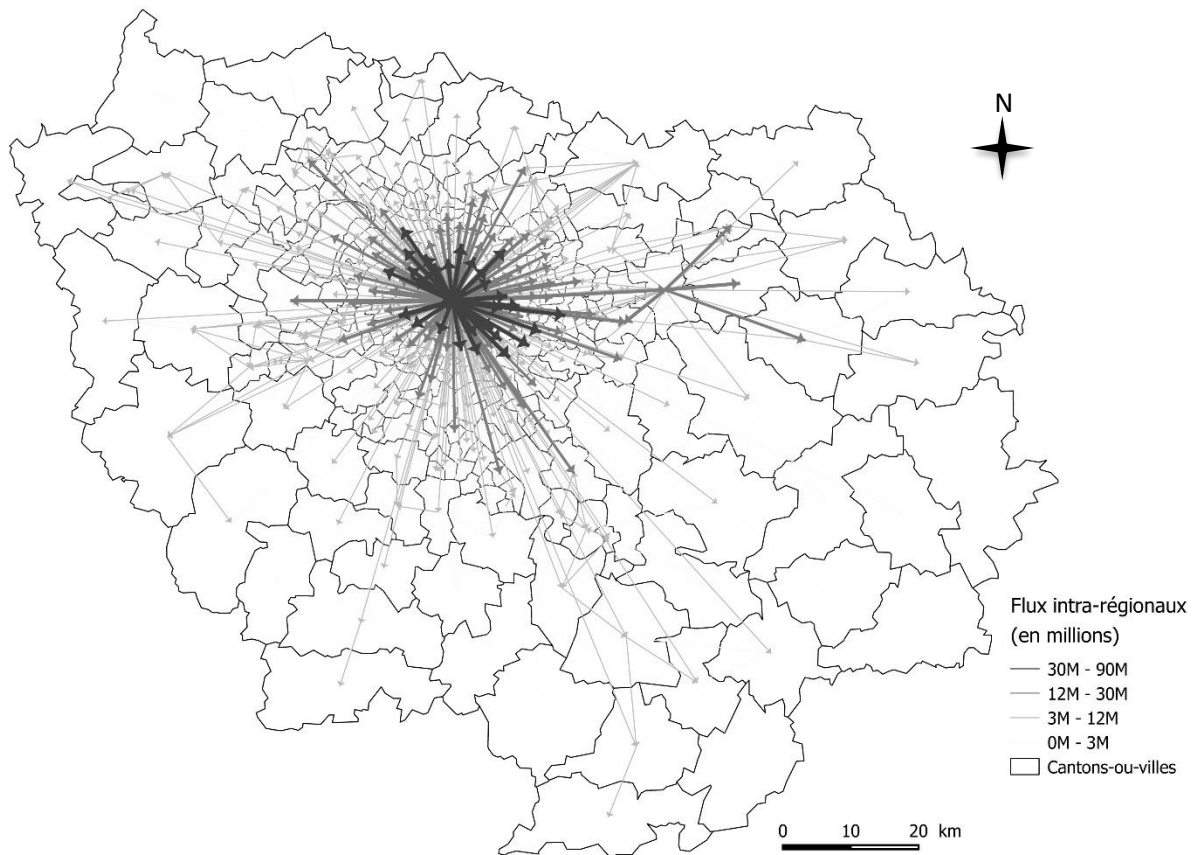 N
Flux intra-régionaux
(en millions)
30M - 90M
12M - 30M
3M - 12M
0M - 3M
Cantons-ou-villes
0 10 20 km